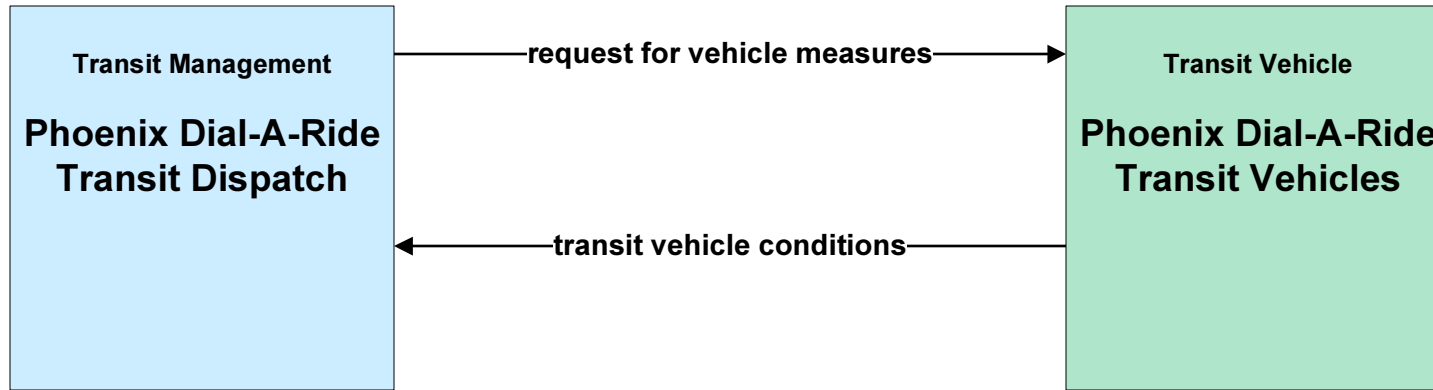 Transit Management
Phoenix Dial-A-Ride
Transit Dispatch
request for vehicle measures
transit vehicle conditions
Transit Vehicle
Phoenix Dial-A-Ride
Transit Vehicles